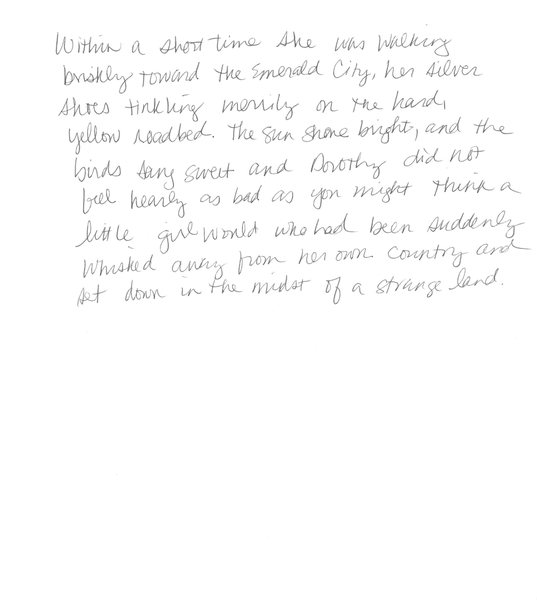 Within a short time she was walking
briskly toward the Emerald City, her silver
shoes tinkling merrily on the hard,
yellow roadbed. The sun shone bright, and the
birds sang sweet and Dorothy did not
feel nearly as bad as you might think a
little girl would who had been suddenly
whisked away from her own country and
set down in the midst of a strange land.